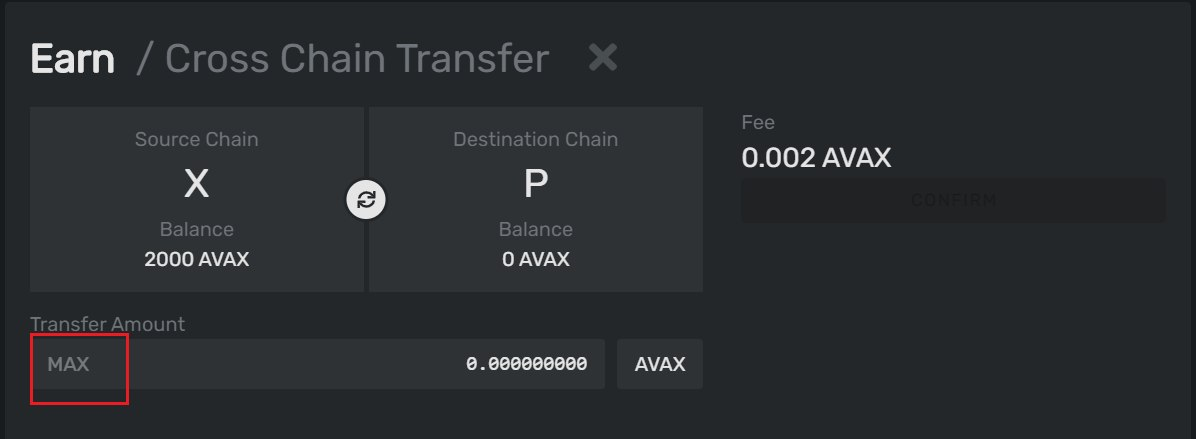 Earn / Cross Chain Transfer
Source Chain
X
Balance
2000 AVAX
Destination Chain
P
Balance
0 AVAX
Fee
0.002 AVAX
CONFIRM
Transfer Amount
MAX 0.000000000 AVAX